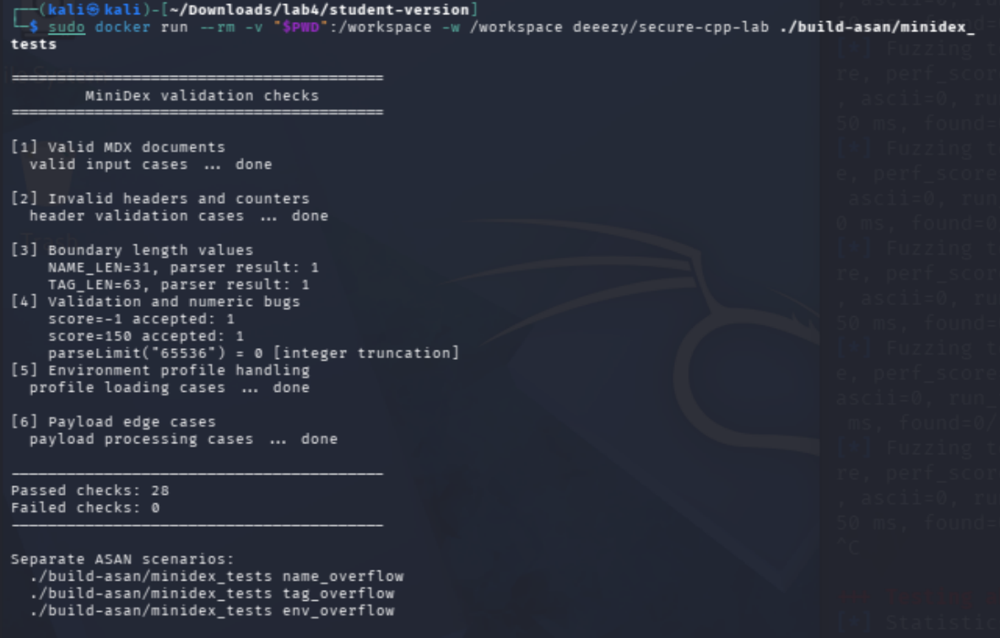 ┌──(kali㉿kali)-[~/Downloads/lab4/student-version]
└─$ sudo docker run --rm -v "$PWD":/workspace -w /workspace deeezy/secure-cpp-lab ./build-asan/minidex_
tests
========================================
        MiniDex validation checks
========================================
[1] Valid MDX documents
  valid input cases ... done
[2] Invalid headers and counters
  header validation cases ... done
[3] Boundary length values
    NAME_LEN=31, parser result: 1
    TAG_LEN=63, parser result: 1
[4] Validation and numeric bugs
    score=-1 accepted: 1
    score=150 accepted: 1
    parseLimit("65536") = 0 [integer truncation]
[5] Environment profile handling
  profile loading cases ... done
[6] Payload edge cases
  payload processing cases ... done
----------------------------------------
Passed checks: 28
Failed checks: 0
----------------------------------------
Separate ASAN scenarios:
  ./build-asan/minidex_tests name_overflow
  ./build-asan/minidex_tests tag_overflow
  ./build-asan/minidex_tests env_overflow
[*] Fuzzing t
re, perf_scor
, ascii=0, ru
50 ms, found=
[*] Fuzzing t
e, perf_score
ascii=0, run
0 ms, found=0
[*] Fuzzing t
re, perf_scor
, ascii=0, ru
50 ms, found=
[*] Fuzzing t
e, perf_score
ascii=0, run_
ms, found=0/
[*] Fuzzing t
re, perf_scor
, ascii=0, ru
50 ms, found=
^C
[*] Statistic